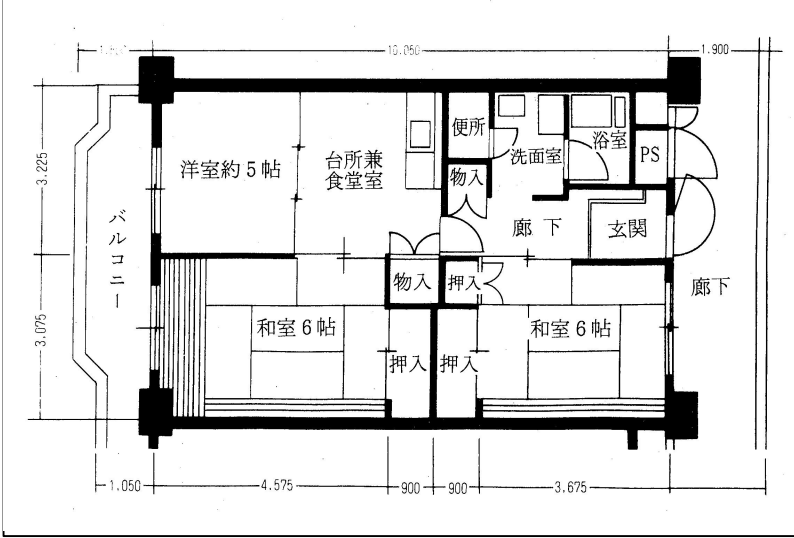 10.050
1.900
便所
洗面室
浴室
PS
洋室約5帖
台所兼
食堂室
物入
3.225
バルコニー
廊下
玄関
物入
押入
廊下
和室6帖
和室6帖
3.075
押入
押入
1.050
4.575
900
900
3.675